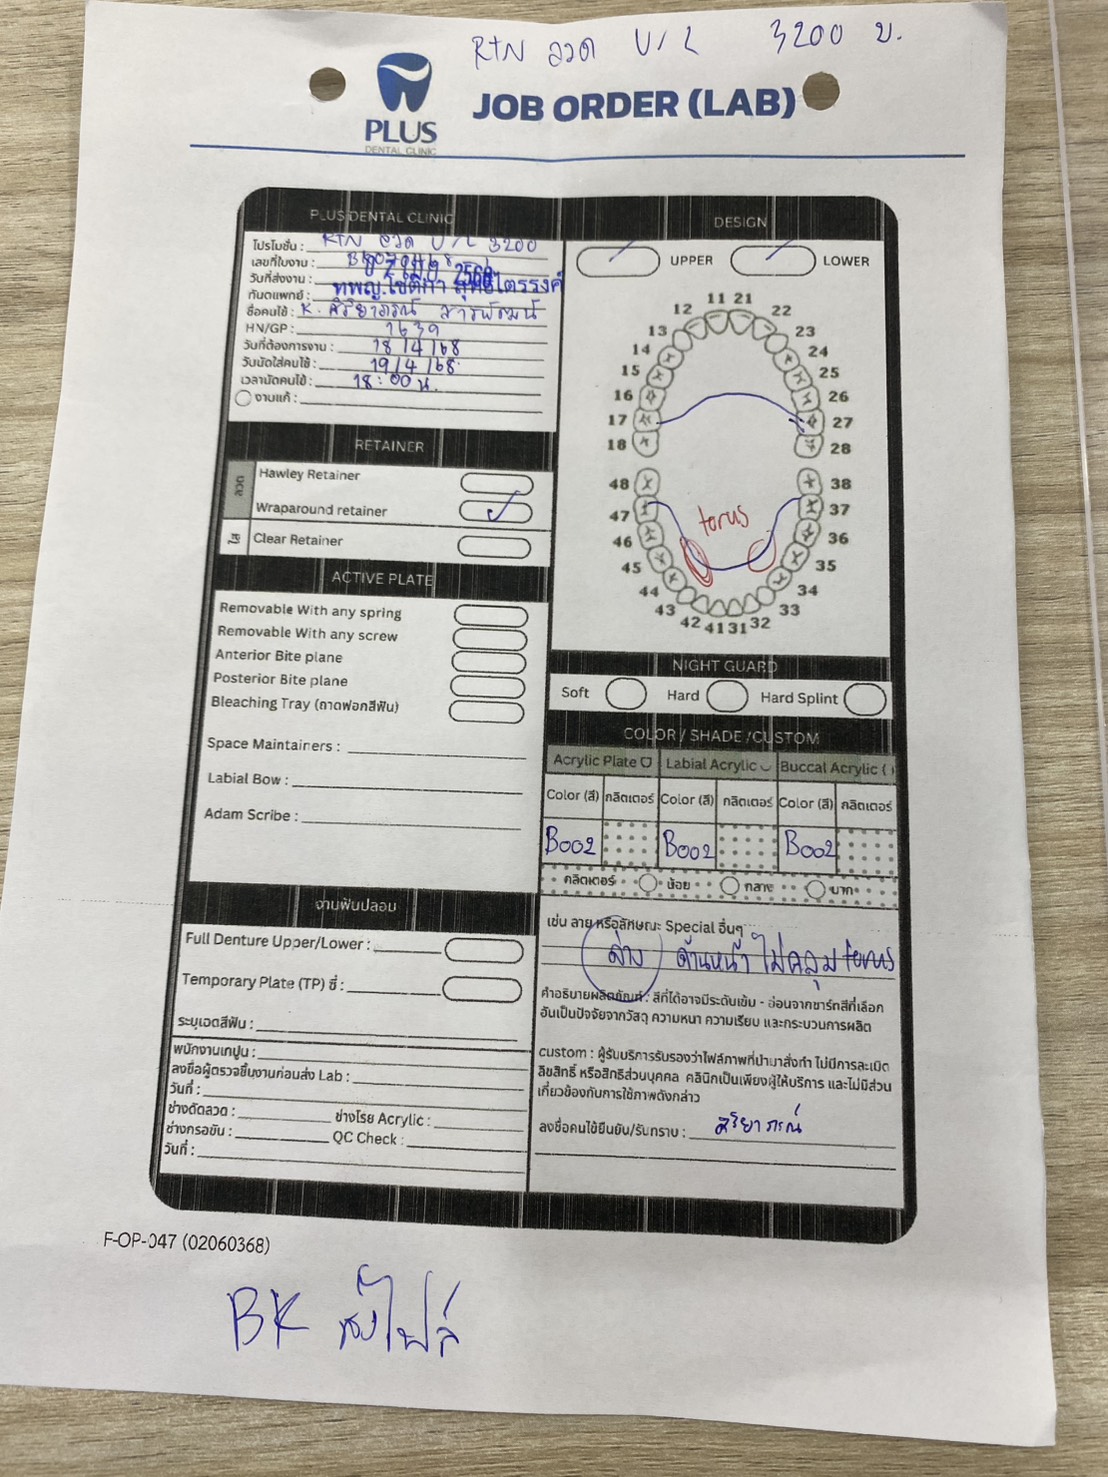 RTN ลวด U/L 3200 บ.
PLUS
DENTAL CLINIC
JOB ORDER (LAB)
PLUS DENTAL CLINIC
โปรโมชั่น : RTN ลวด U/L 3200
เลขที่ใบงาน :
วันที่ส่งงาน : 2568
ทันตแพทย์ : ทพญ.โชติกา สุทธิไตรรงค์
ชื่อคนไข้ : K. ศิริยาภรณ์
HN/GP : 1639
วันที่ต้องการงาน : 18/4/68
วันนัดใส่คนไข้ : 19/4/68
เวลานัดคนไข้ : 18:00 น.
งานแก้ :
RETAINER
ลวด
Hawley Retainer
Wraparound retainer ✓
ใส
Clear Retainer
ACTIVE PLATE
Removable With any spring
Removable With any screw
Anterior Bite plane
Posterior Bite plane
Bleaching Tray (ถาดฟอกสีฟัน)
Space Maintainers :
Labial Bow :
Adam Scribe :
งานฟันปลอม
Full Denture Upper/Lower :
Temporary Plate (TP) ซี่ :
ระบุเฉดสีฟัน :
พนักงานเทปูน :
ลงชื่อผู้ตรวจชิ้นงานก่อนส่ง Lab :
วันที่ :
ช่างดัดลวด : ช่างโรย Acrylic :
ช่างกรอขัน : QC Check :
วันที่ :
DESIGN
UPPER LOWER
11 21
12 22
13 23
14 24
15 25
16 26
17 27
18 28
48 38
47 37
torus
46 36
45 35
44 34
43 33
42 41 31 32
NIGHT GUARD
Soft Hard Hard Splint
COLOR / SHADE /CUSTOM
Acrylic Plate Labial Acrylic Buccal Acrylic ( )
Color (สี) กลิตเตอร์ Color (สี) กลิตเตอร์ Color (สี) กลิตเตอร์
B002 B002 B002
กลิตเตอร์ น้อย กลาง มาก
เช่น ลาย หรือลักษณะ Special อื่นๆ
ล่าง ด้านหน้า ไม่คลุม torus
คำอธิบายผลิตภัณฑ์ : สีที่ได้อาจมีระดับเข้ม - อ่อนจากชาร์ทสีที่เลือก
อันเป็นปัจจัยจากวัสดุ ความหนา ความเรียบ และกระบวนการผลิต
custom : ผู้รับบริการรับรองว่าไฟล์ภาพที่นำมาสั่งทำ ไม่มีการละเมิด
ลิขสิทธิ์ หรือสิทธิส่วนบุคคล คลินิกเป็นเพียงผู้ให้บริการ และไม่มีส่วน
เกี่ยวข้องกับการใช้ภาพดังกล่าว
ลงชื่อคนไข้ยืนยัน/รับทราบ : ศิริยาภรณ์
F-OP-047 (02060368)
BK ส่งไฟล์